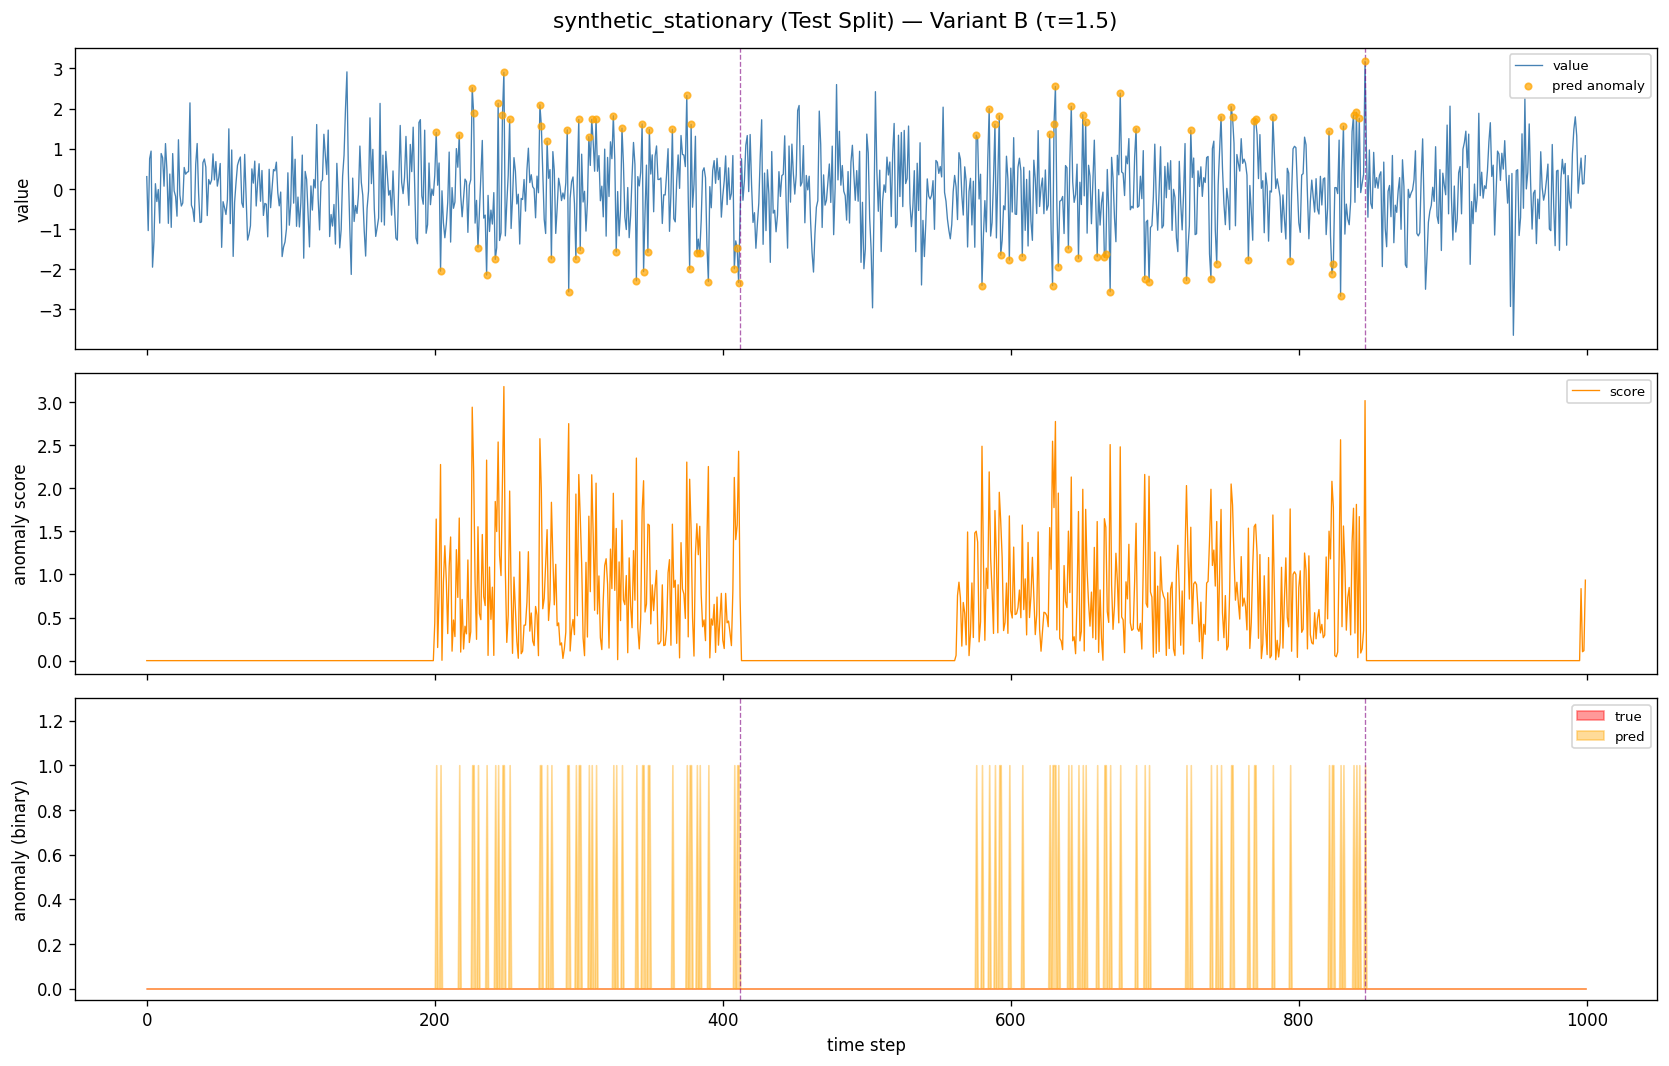 synthetic_stationary (Test Split) — Variant B (τ=1.5)
value
3
2
1
0
−1
−2
−3
value
pred anomaly
anomaly score
3.0
2.5
2.0
1.5
1.0
0.5
0.0
score
anomaly (binary)
1.2
1.0
0.8
0.6
0.4
0.2
0.0
true
pred
0
200
400
600
800
1000
time step